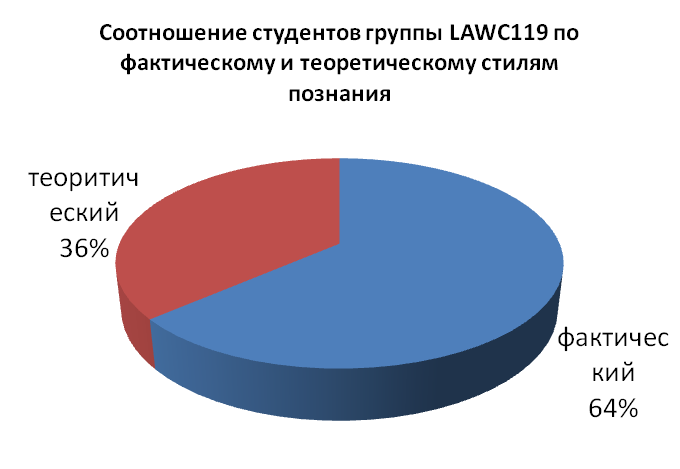 Соотношение студентов группы LAWC119 по
фактическому и теоретическому стилям
познания
теоритич
еский
36%
фактичес
кий
64%